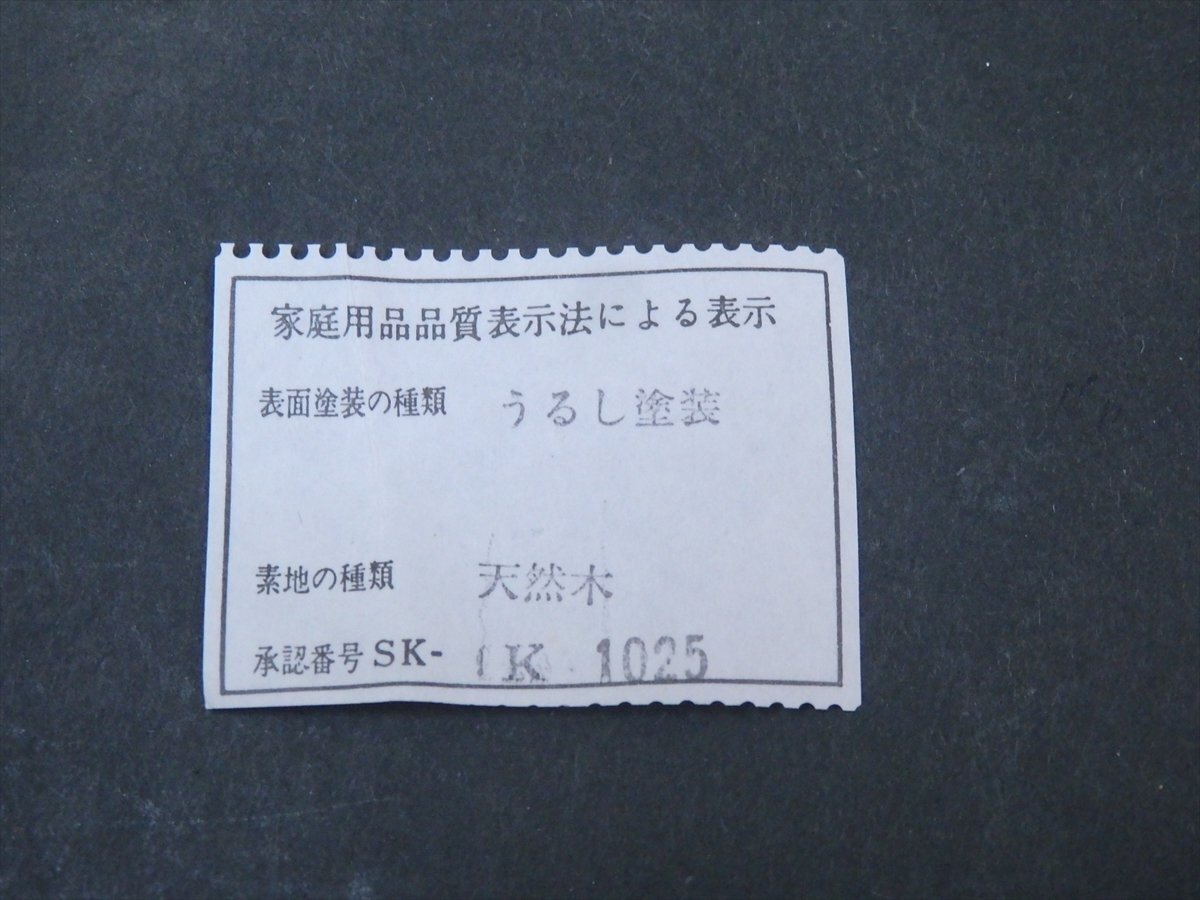 家庭用品品質表示法による表示
表面塗装の種類 うるし塗装
素地の種類 天然木
承認番号 SK- K 1025